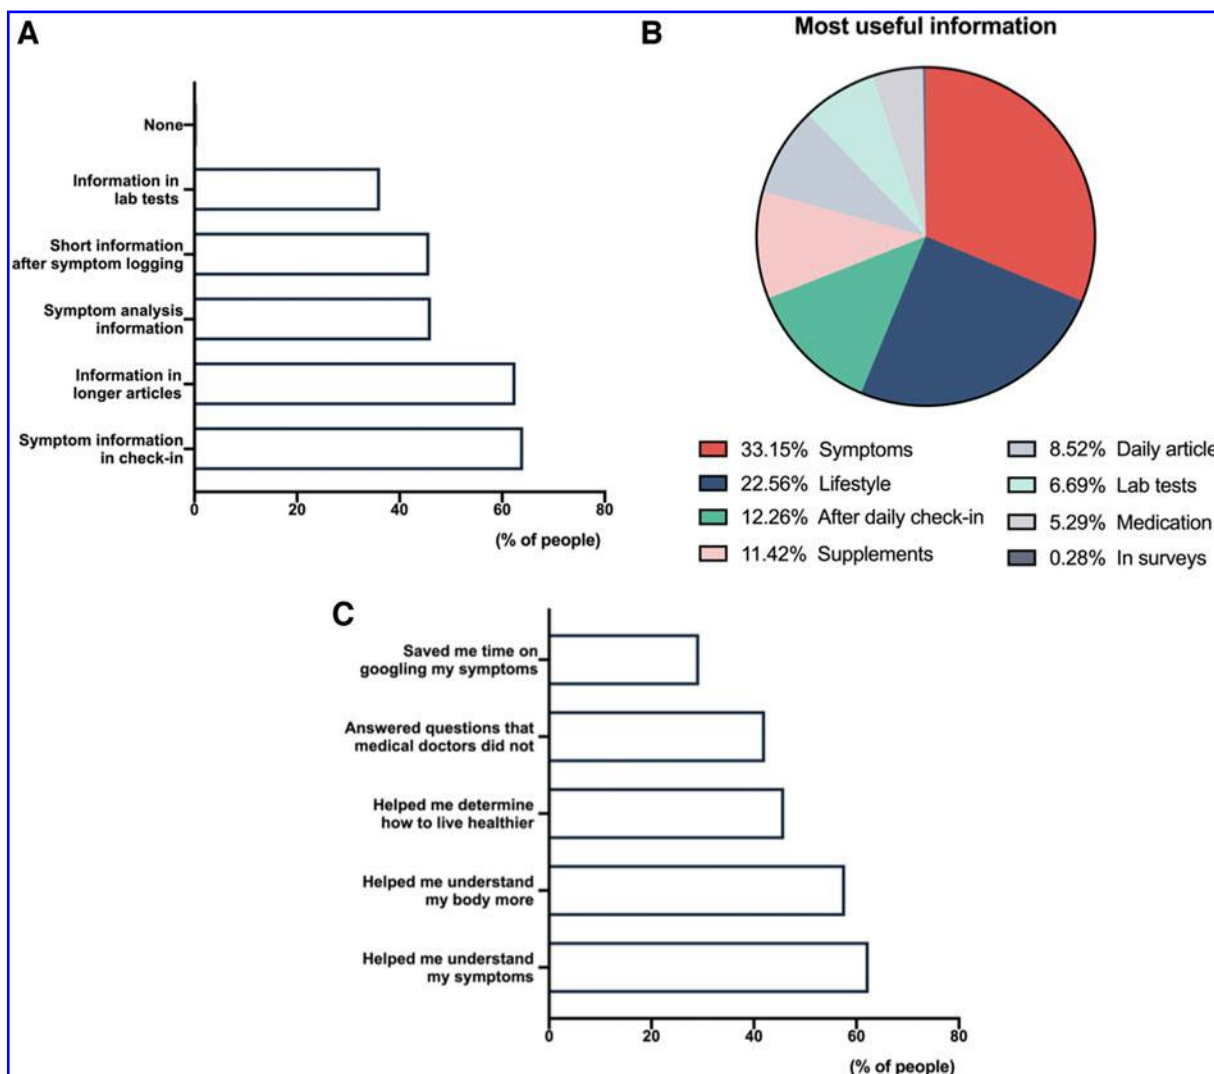 A
None
Information in
lab tests
Short information
after symptom logging
Symptom analysis
information
Information in
longer articles
Symptom information
in check-in
0 20 40 60 80
(% of people)
B
Most useful information
33.15% Symptoms
22.56% Lifestyle
12.26% After daily check-in
11.42% Supplements
8.52% Daily article
6.69% Lab tests
5.29% Medication
0.28% In surveys
C
Saved me time on
googling my symptoms
Answered questions that
medical doctors did not
Helped me determine
how to live healthier
Helped me understand
my body more
Helped me understand
my symptoms
0 20 40 60 80
(% of people)